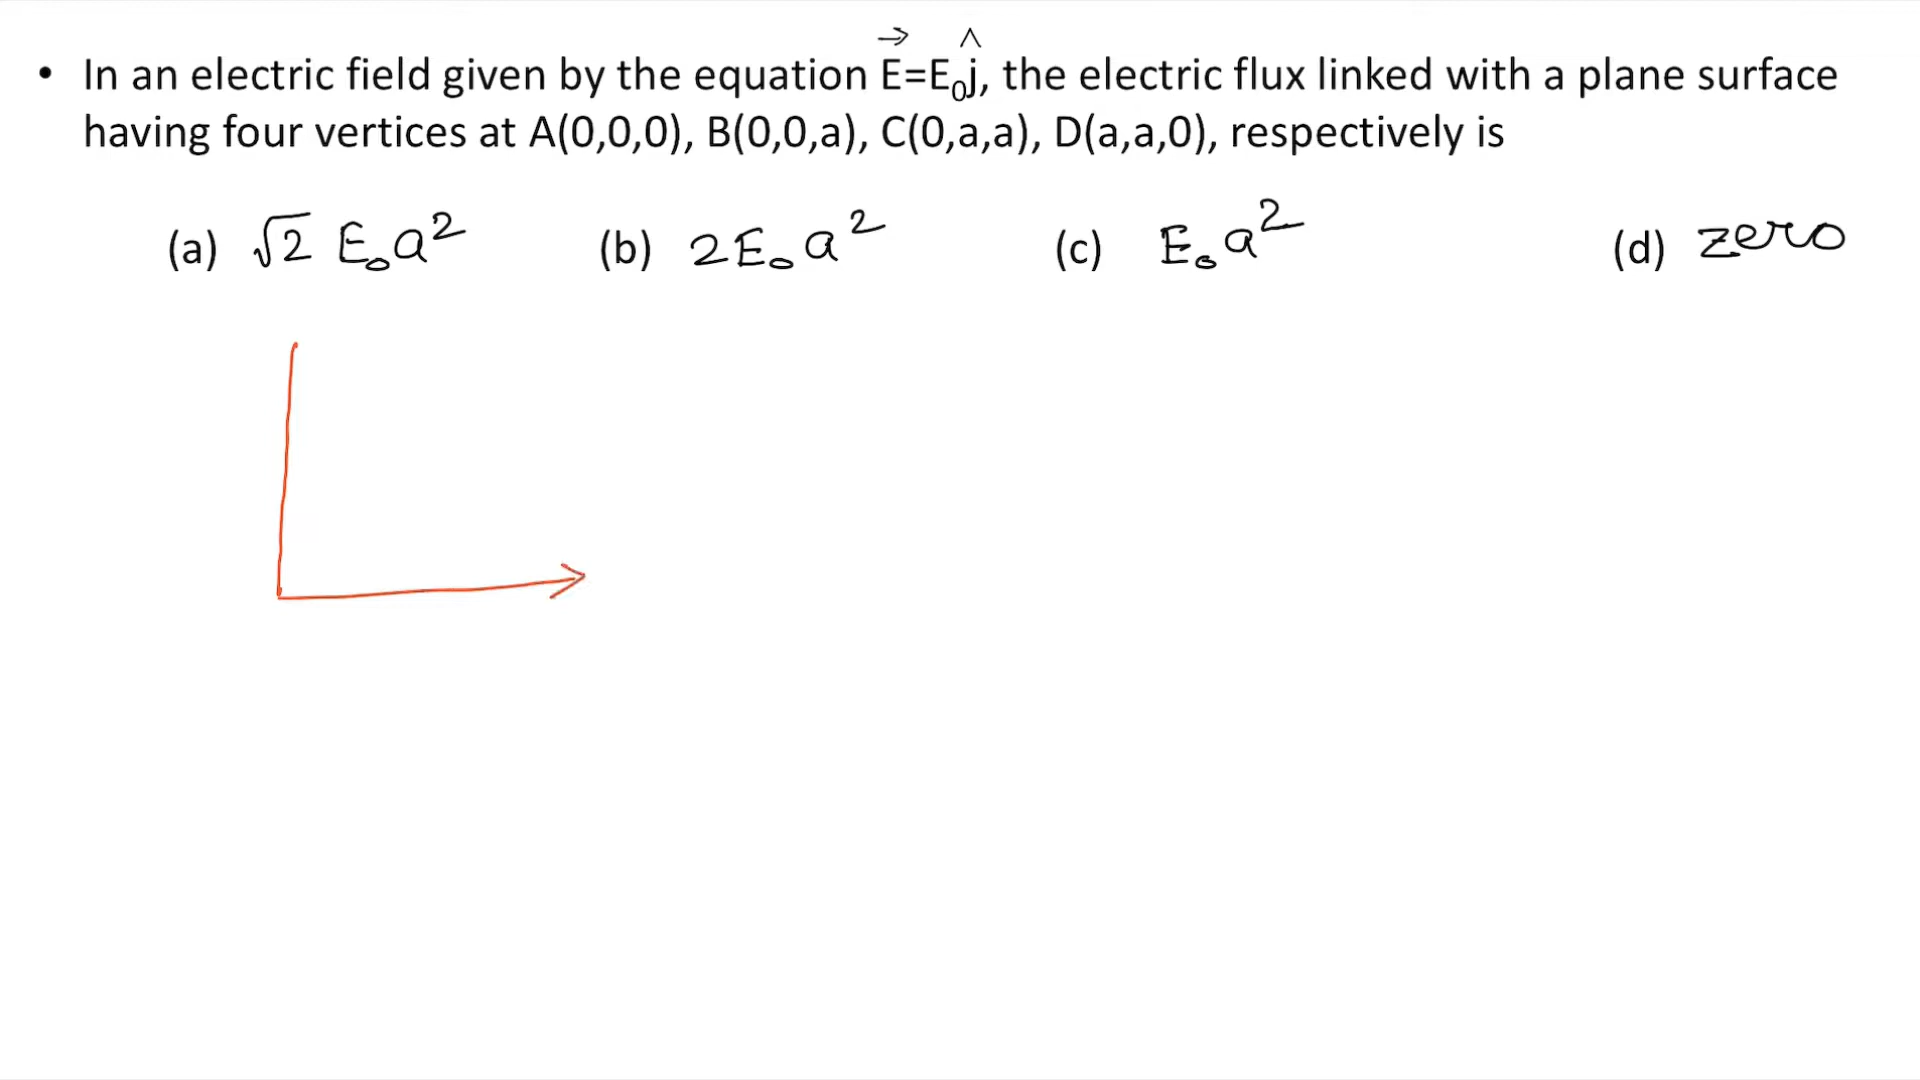 • In an electric field given by the equation E⃗=E₀ĵ, the electric flux linked with a plane surface
having four vertices at A(0,0,0), B(0,0,a), C(0,a,a), D(a,a,0), respectively is
(a) √2 E₀a² (b) 2E₀a² (c) E₀a² (d) zero